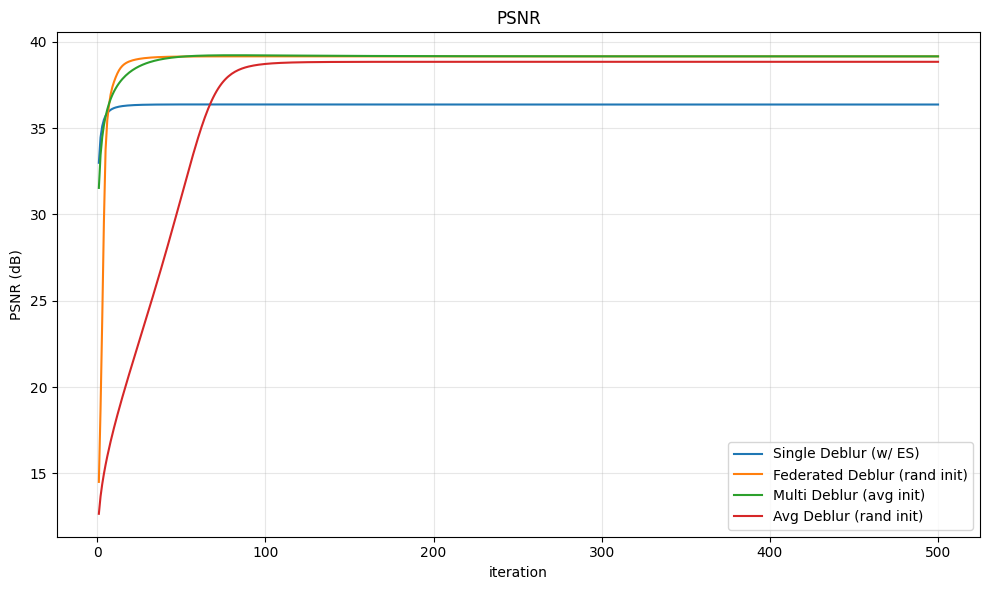 PSNR
PSNR (dB)
40
35
30
25
20
15
0
100
200
300
400
500
iteration
Single Deblur (w/ ES)
Federated Deblur (rand init)
Multi Deblur (avg init)
Avg Deblur (rand init)